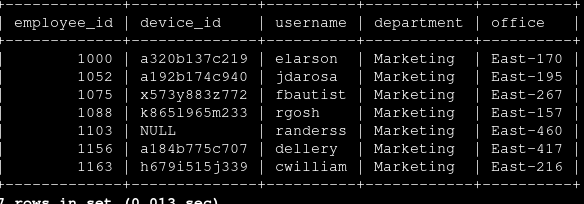 +-------------+--------------+----------+------------+----------+
| employee_id | device_id | username | department | office |
+-------------+--------------+----------+------------+----------+
| 1000 | a320b137c219 | elarson | Marketing | East-170 |
| 1052 | a192b174c940 | jdarosa | Marketing | East-195 |
| 1075 | x573y883z772 | fbautist | Marketing | East-267 |
| 1088 | k865l965m233 | rgosh | Marketing | East-157 |
| 1103 | NULL | randerss | Marketing | East-460 |
| 1156 | a184b775c707 | dellery | Marketing | East-417 |
| 1163 | h679i515j339 | cwilliam | Marketing | East-216 |
+-------------+--------------+----------+------------+----------+
7 rows in set (0.013 sec)